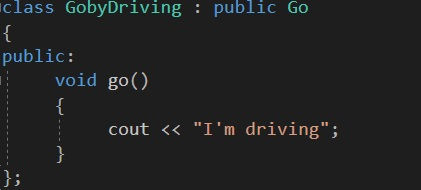 class GobyDriving : public Go
{
public:
void go()
{
cout << "I'm driving";
}
};